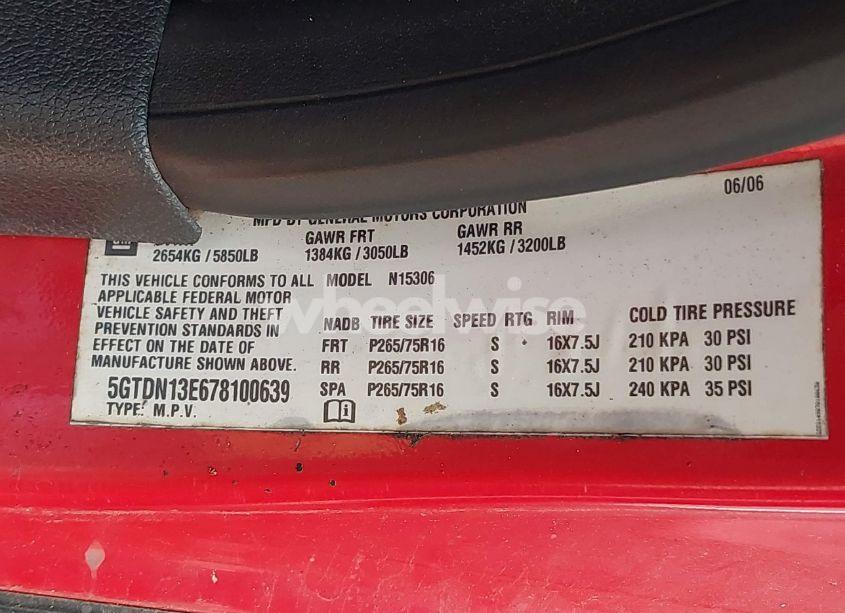 06/06
MFD BY GENERAL MOTORS CORPORATION
GM GAWR FRT GAWR RR
2654KG / 5850LB 1384KG / 3050LB 1452KG / 3200LB
THIS VEHICLE CONFORMS TO ALL MODEL N15306
APPLICABLE FEDERAL MOTOR
VEHICLE SAFETY AND THEFT
PREVENTION STANDARDS IN
EFFECT ON THE DATE OF
MANUFACTURE SHOWN ABOVE.
5GTDN13E678100639
TYPE: M.P.V.
NADB TIRE SIZE SPEED RTG RIM COLD TIRE PRESSURE
FRT P265/75R16 S 16X7.5J 210 KPA 30 PSI
RR P265/75R16 S 16X7.5J 210 KPA 30 PSI
SPA P265/75R16 S 16X7.5J 240 KPA 35 PSI
wheelwise